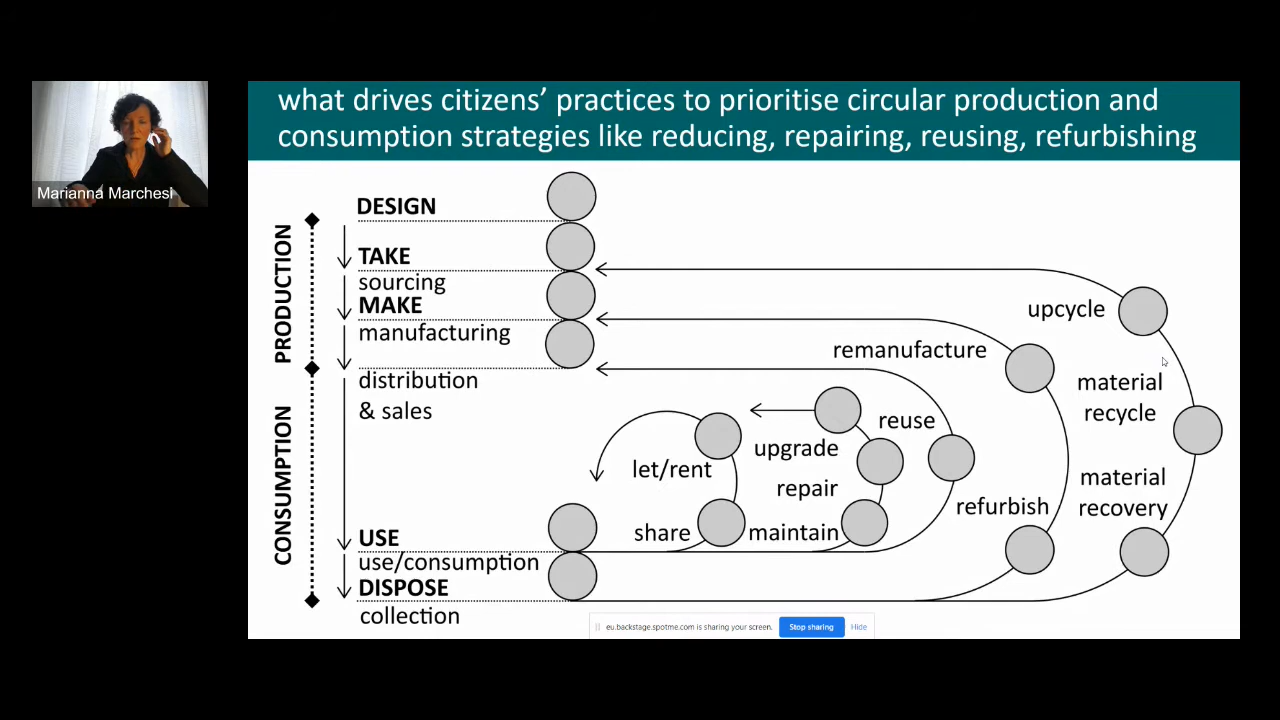 what drives citizens' practices to prioritise circular production and
consumption strategies like reducing, repairing, reusing, refurbishing
Marianna Marchesi
PRODUCTION
CONSUMPTION
DESIGN
TAKE
sourcing
MAKE
manufacturing
distribution
& sales
USE
use/consumption
DISPOSE
collection
let/rent
share
upgrade
repair
maintain
reuse
remanufacture
refurbish
upcycle
material
recycle
material
recovery
eu.backstage.spotme.com is sharing your screen.
Stop sharing
Hide